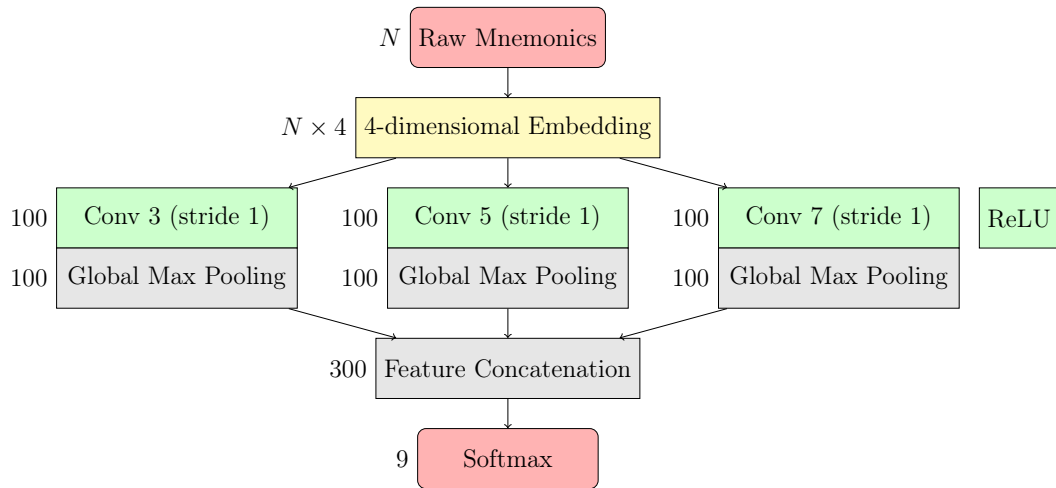 N Raw Mnemonics
N × 4 4-dimensiomal Embedding
100 Conv 3 (stride 1) 100 Conv 5 (stride 1) 100 Conv 7 (stride 1) ReLU
100 Global Max Pooling 100 Global Max Pooling 100 Global Max Pooling
300 Feature Concatenation
9 Softmax